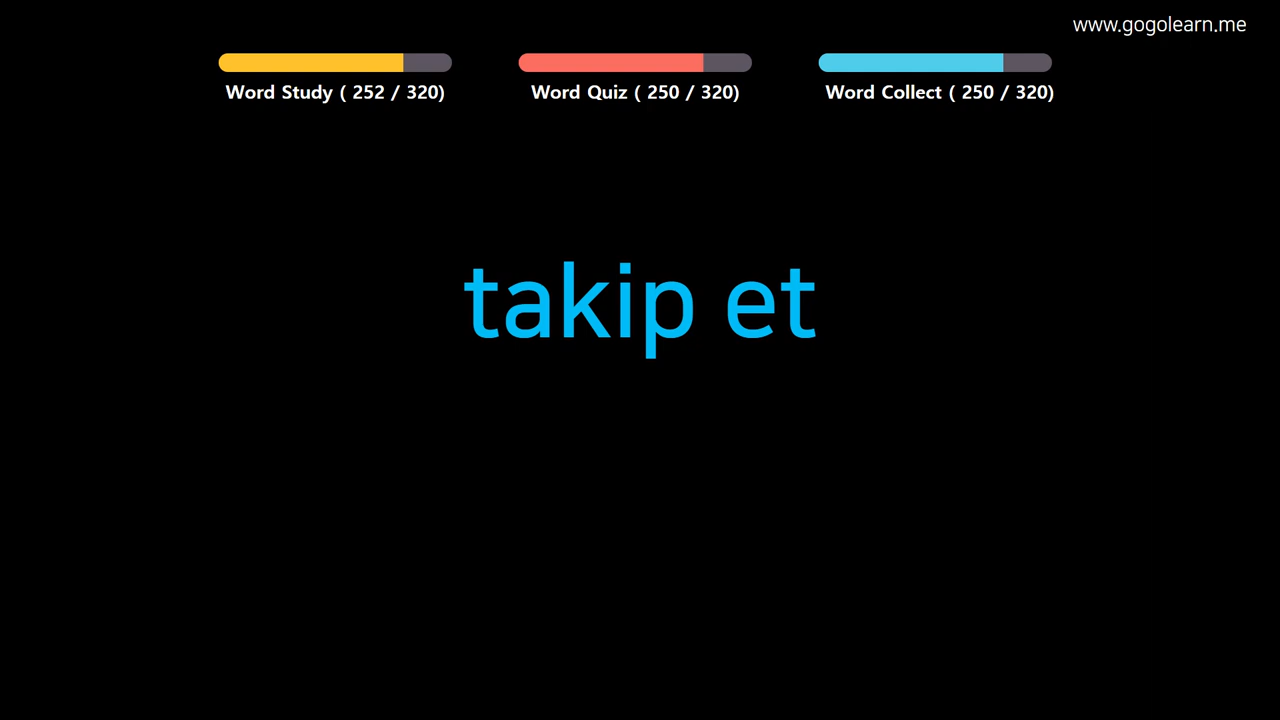 www.gogolearn.me
Word Study ( 252 / 320)
Word Quiz ( 250 / 320)
Word Collect ( 250 / 320)
takip et